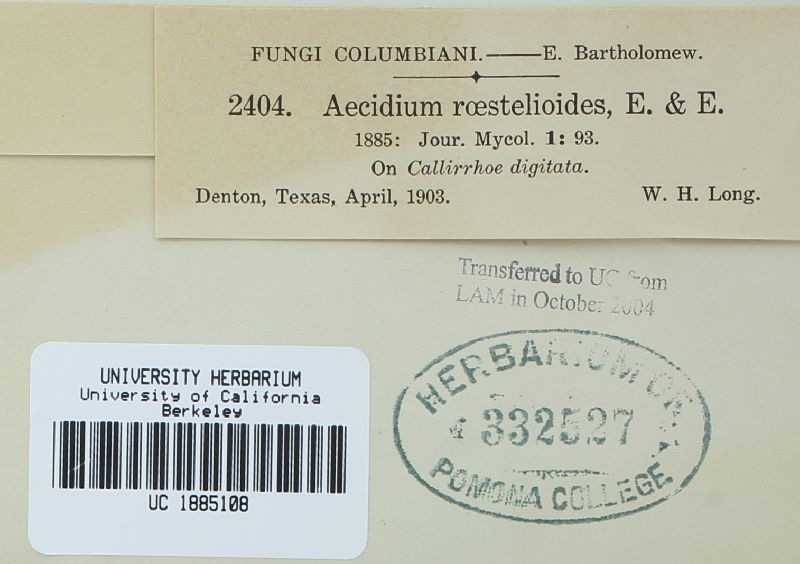 FUNGI COLUMBIANI.——E. Bartholomew.
2404. Aecidium rœstelioides, E. & E.
1885: Jour. Mycol. 1: 93.
On Callirrhoe digitata.
Denton, Texas, April, 1903. W. H. Long.
Transferred to UC from
LAM in October 2004
HERBARIUM OF
332527
POMONA COLLEGE
UNIVERSITY HERBARIUM
University of California
Berkeley
UC 1885108